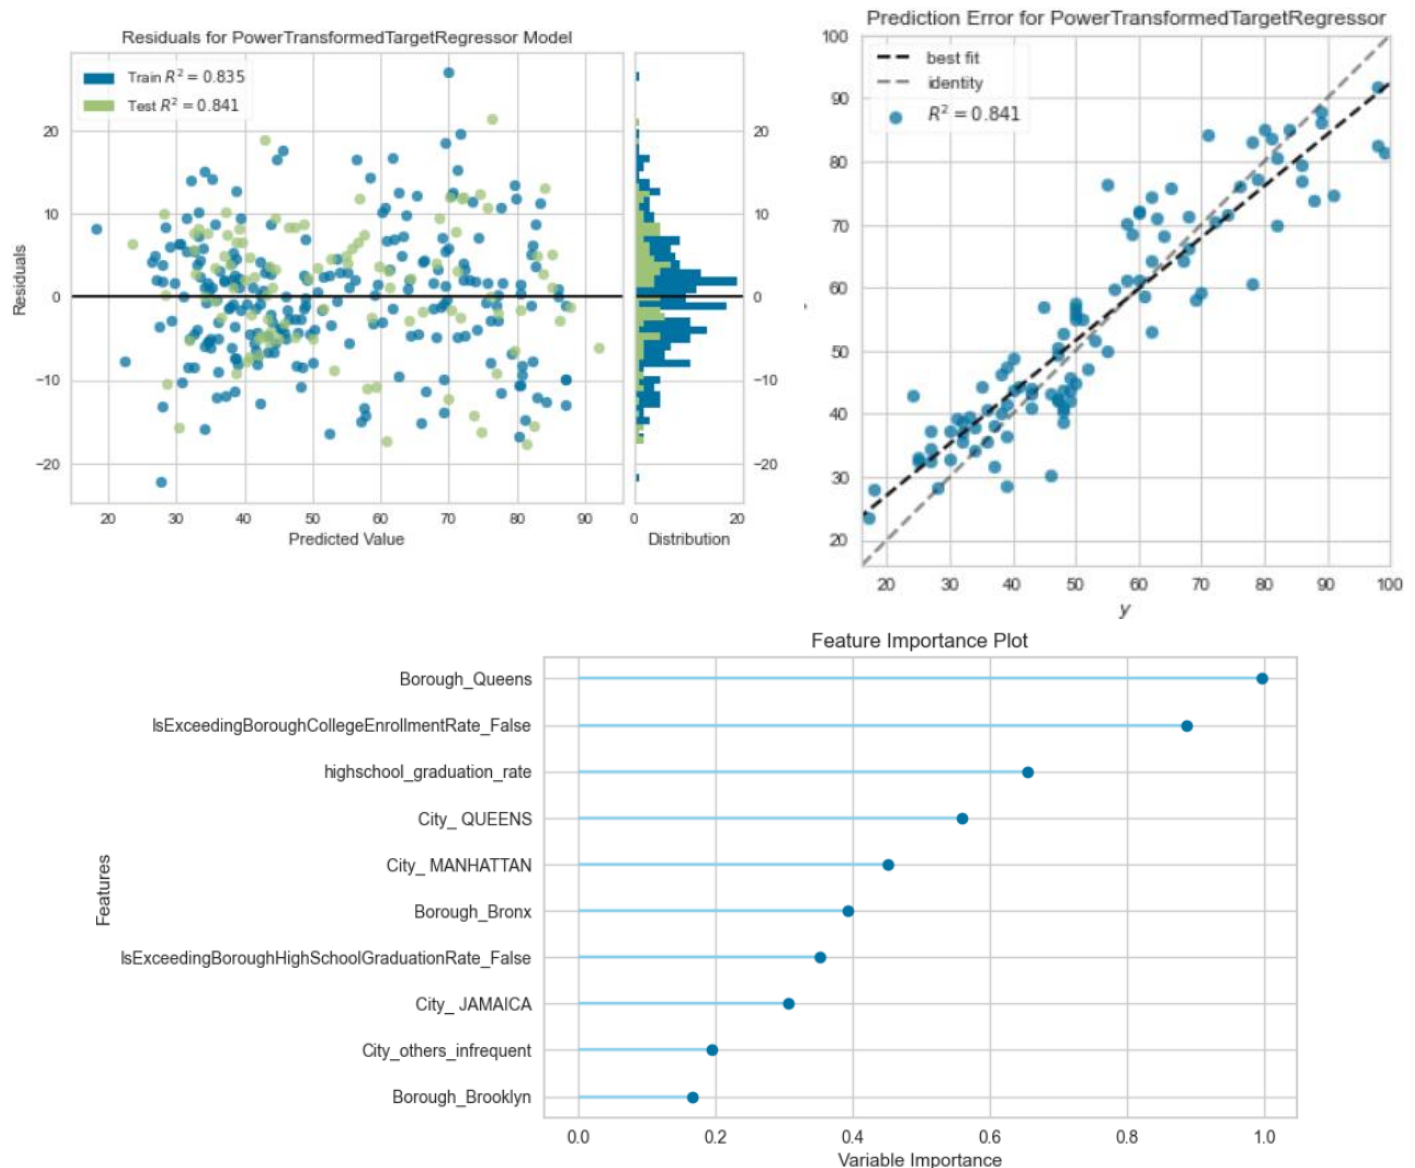 Residuals for PowerTransformedTargetRegressor Model
Train R² = 0.835
Test R² = 0.841
20
10
0
−10
−20
Residuals
20
30
40
50
60
70
80
90
Predicted Value
20
10
0
−10
−20
0
20
Distribution
Prediction Error for PowerTransformedTargetRegressor
best fit
identity
R² = 0.841
100
90
80
70
60
50
40
30
20
20
30
40
50
60
70
80
90
100
y
Feature Importance Plot
Features
Borough_Queens
IsExceedingBoroughCollegeEnrollmentRate_False
highschool_graduation_rate
City_ QUEENS
City_ MANHATTAN
Borough_Bronx
IsExceedingBoroughHighSchoolGraduationRate_False
City_ JAMAICA
City_others_infrequent
Borough_Brooklyn
0.0
0.2
0.4
0.6
0.8
1.0
Variable Importance